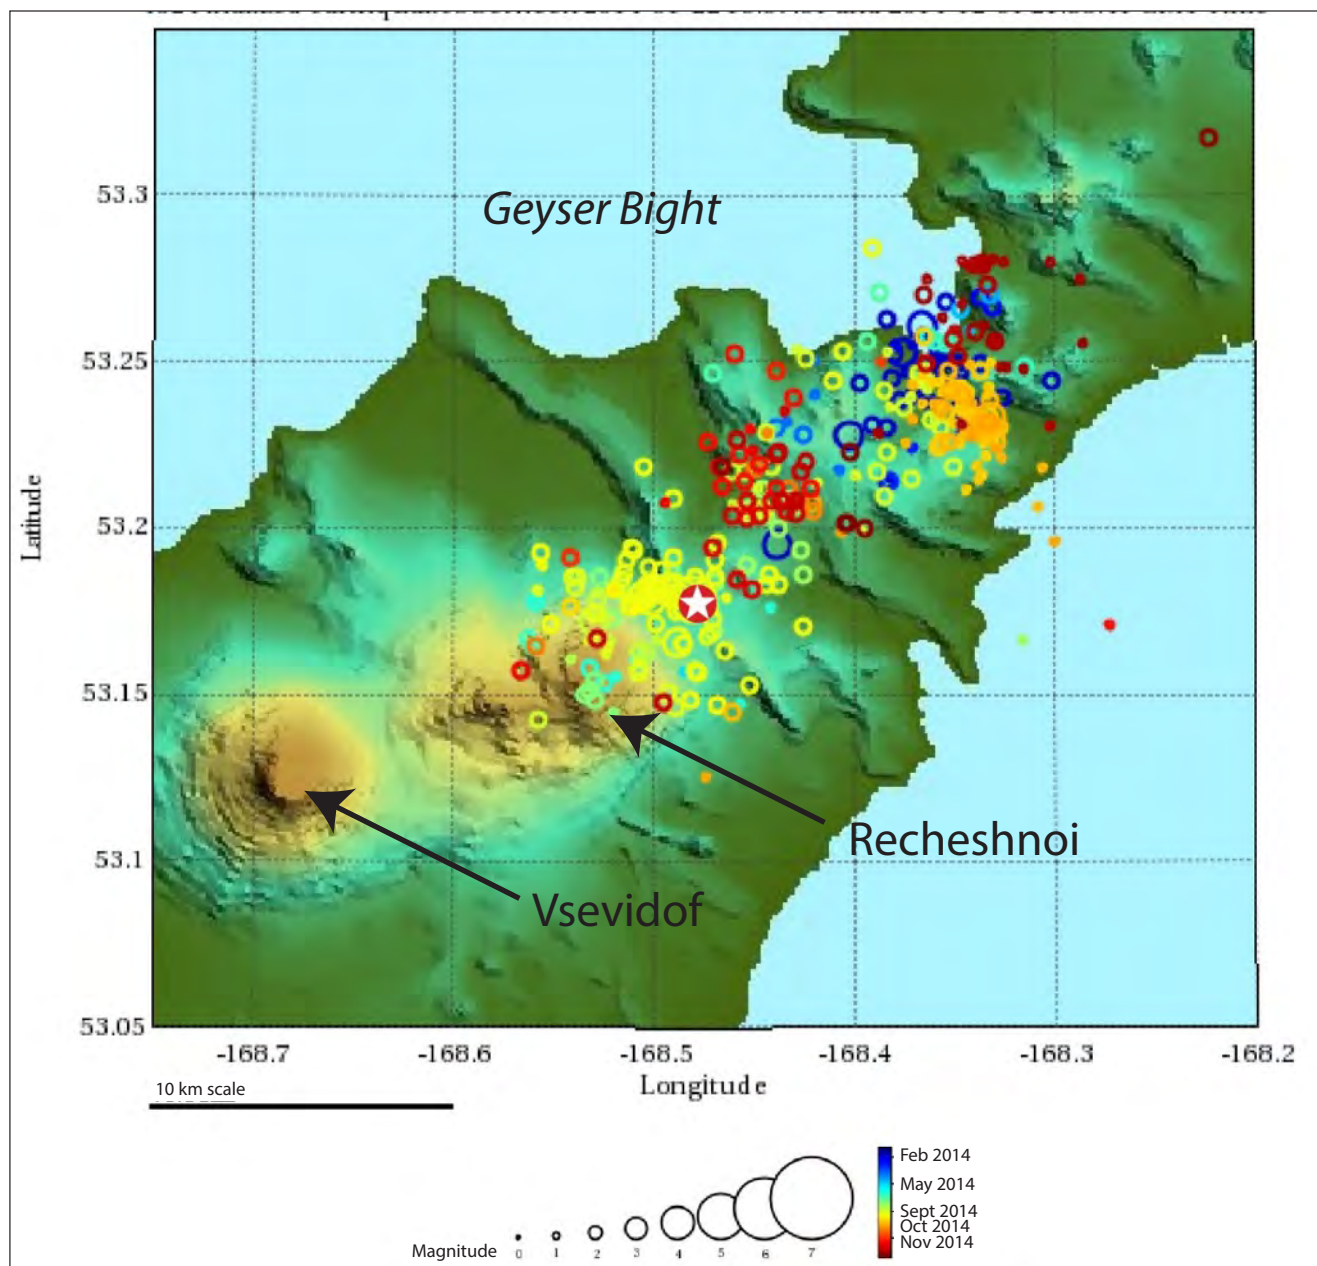 Geyser Bight
53.3
53.25
53.2
53.15
53.1
53.05
Latitude
Recheshnoi
Vsevidof
-168.7 -168.6 -168.5 -168.4 -168.3 -168.2
Longitude
10 km scale
Feb 2014
May 2014
Sept 2014
Oct 2014
Nov 2014
Magnitude 0 1 2 3 4 5 6 7